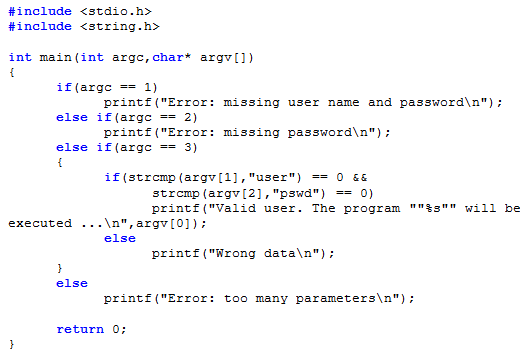 #include <stdio.h>
#include <string.h>

int main(int argc,char* argv[])
{
      if(argc == 1)
            printf("Error: missing user name and password\n");
      else if(argc == 2)
            printf("Error: missing password\n");
      else if(argc == 3)
      {
            if(strcmp(argv[1],"user") == 0 &&
                  strcmp(argv[2],"pswd") == 0)
                  printf("Valid user. The program ""%s"" will be
executed ...\n",argv[0]);
            else
                  printf("Wrong data\n");
      }
      else
            printf("Error: too many parameters\n");

      return 0;
}